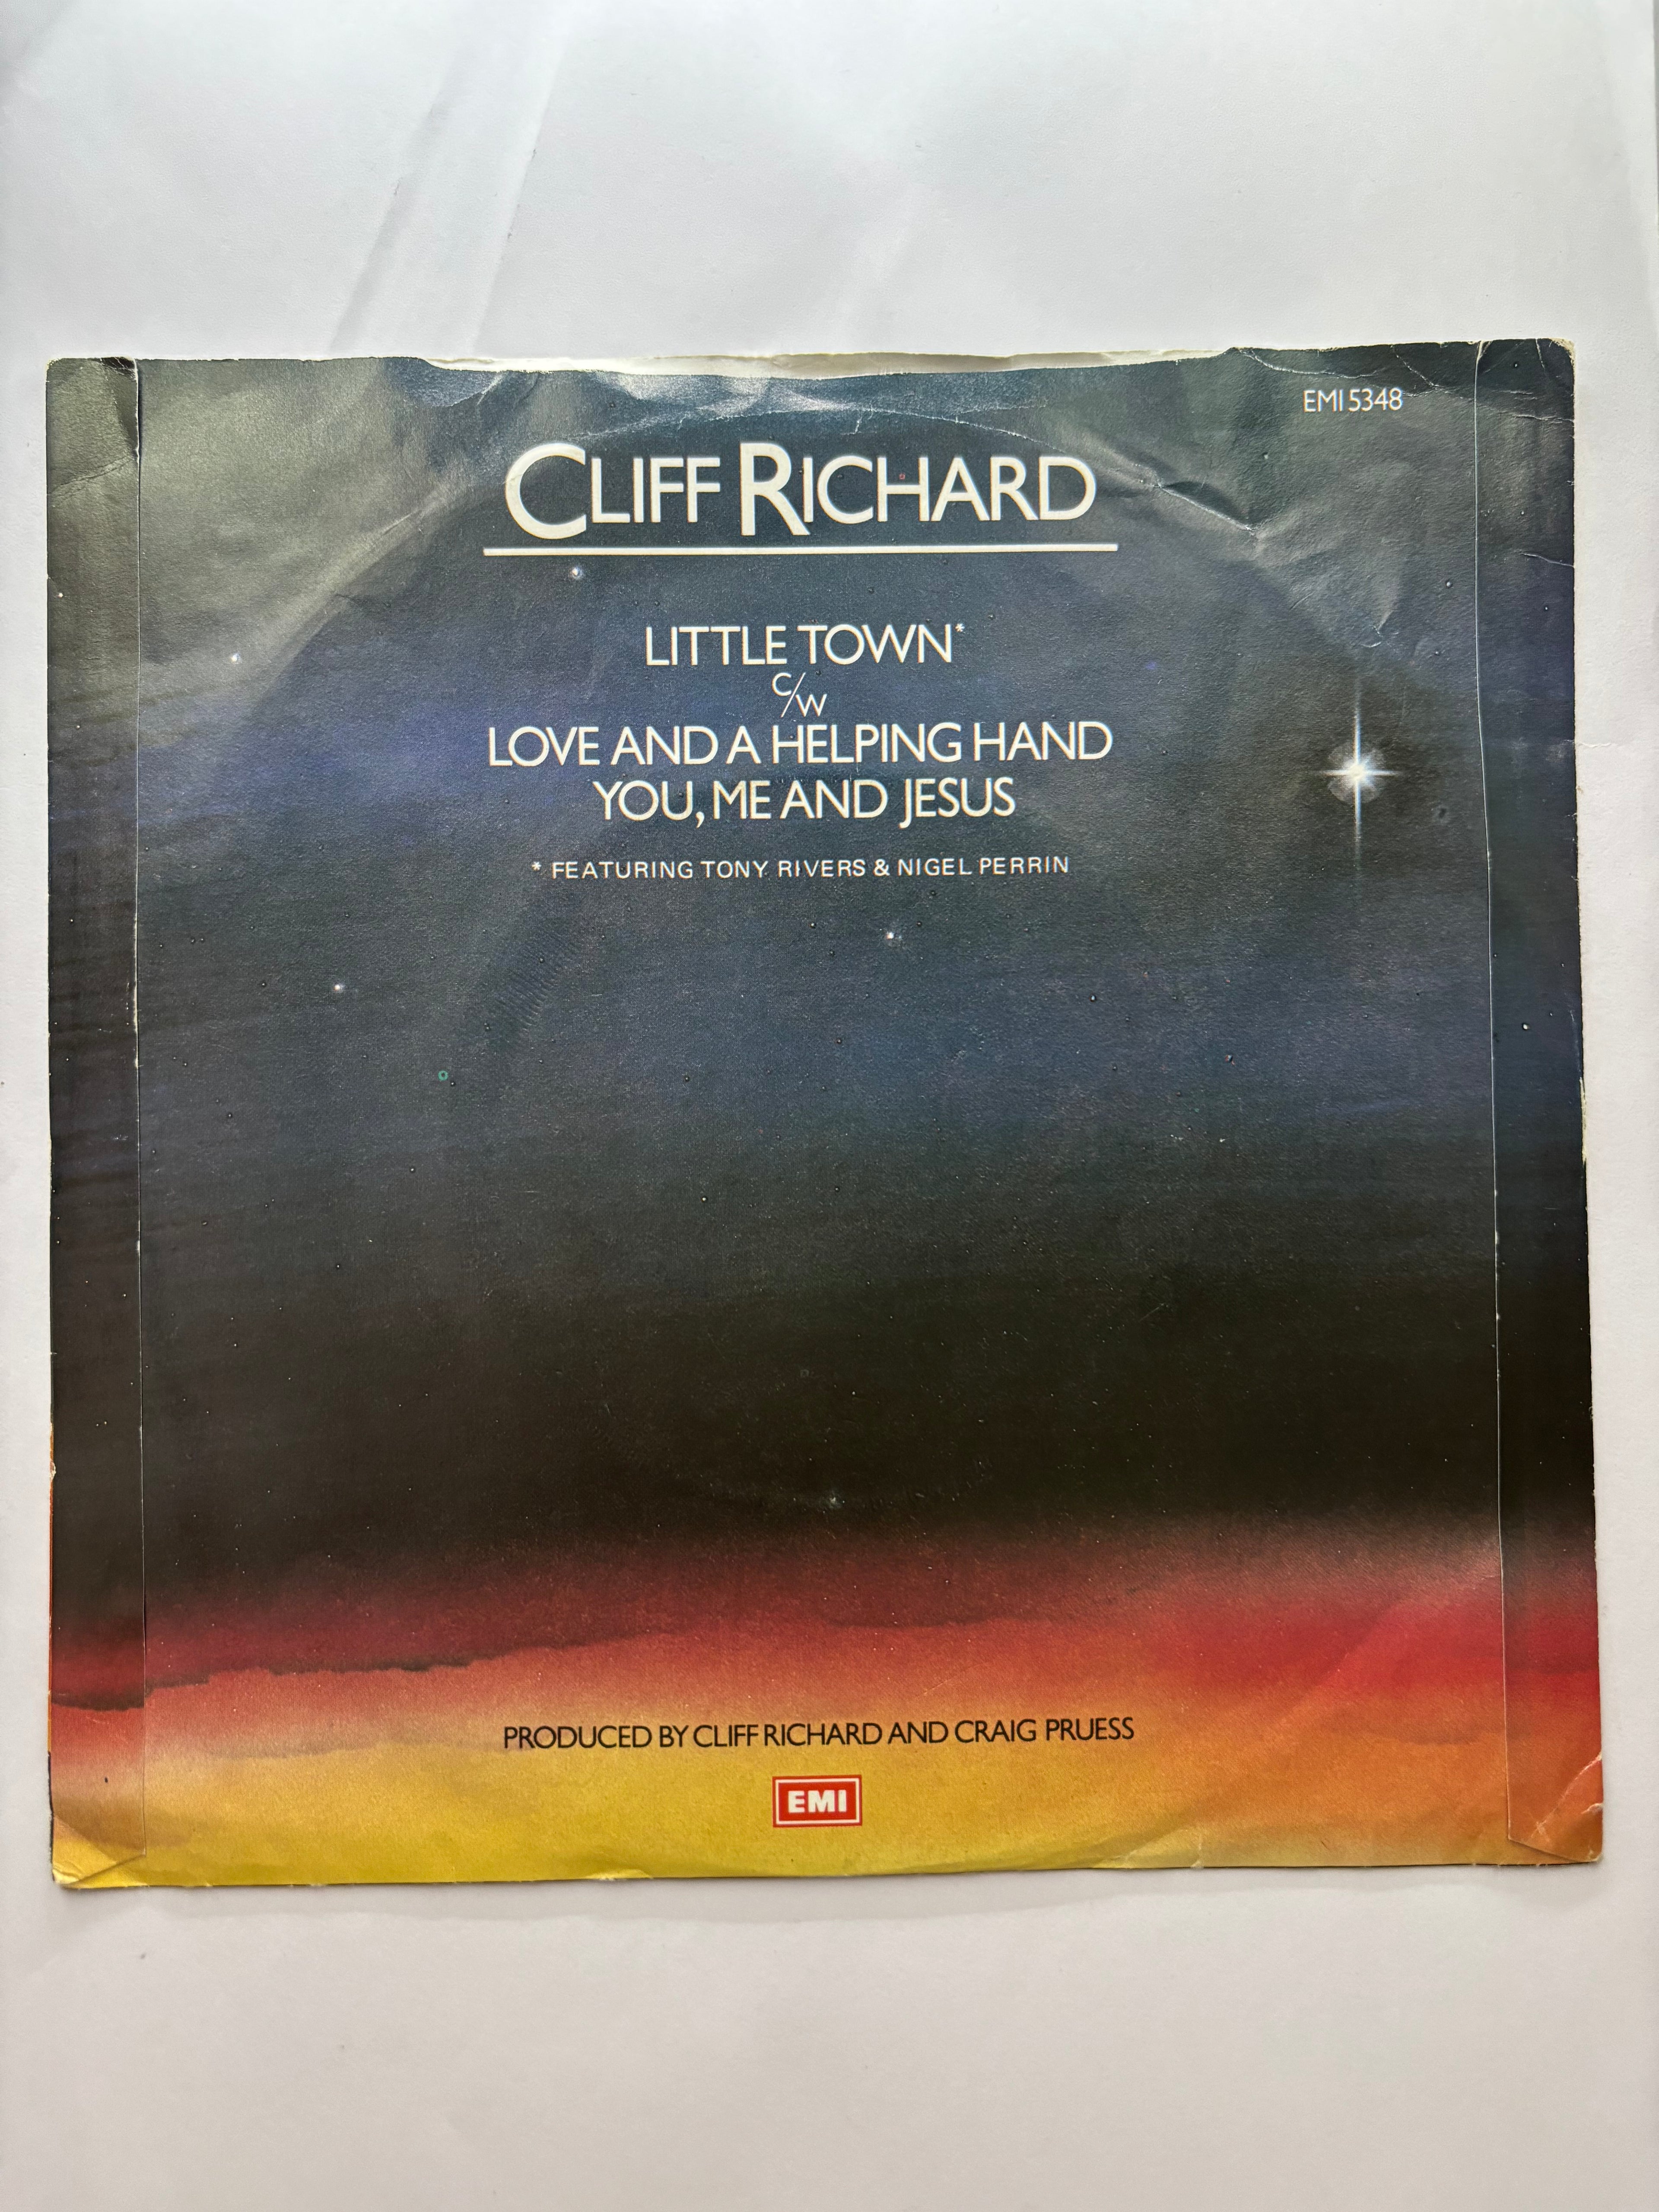 EMI 5348
CLIFF RICHARD
LITTLE TOWN*
C/W
LOVE AND A HELPING HAND
YOU, ME AND JESUS
* FEATURING TONY RIVERS & NIGEL PERRIN
PRODUCED BY CLIFF RICHARD AND CRAIG PRUESS
EMI